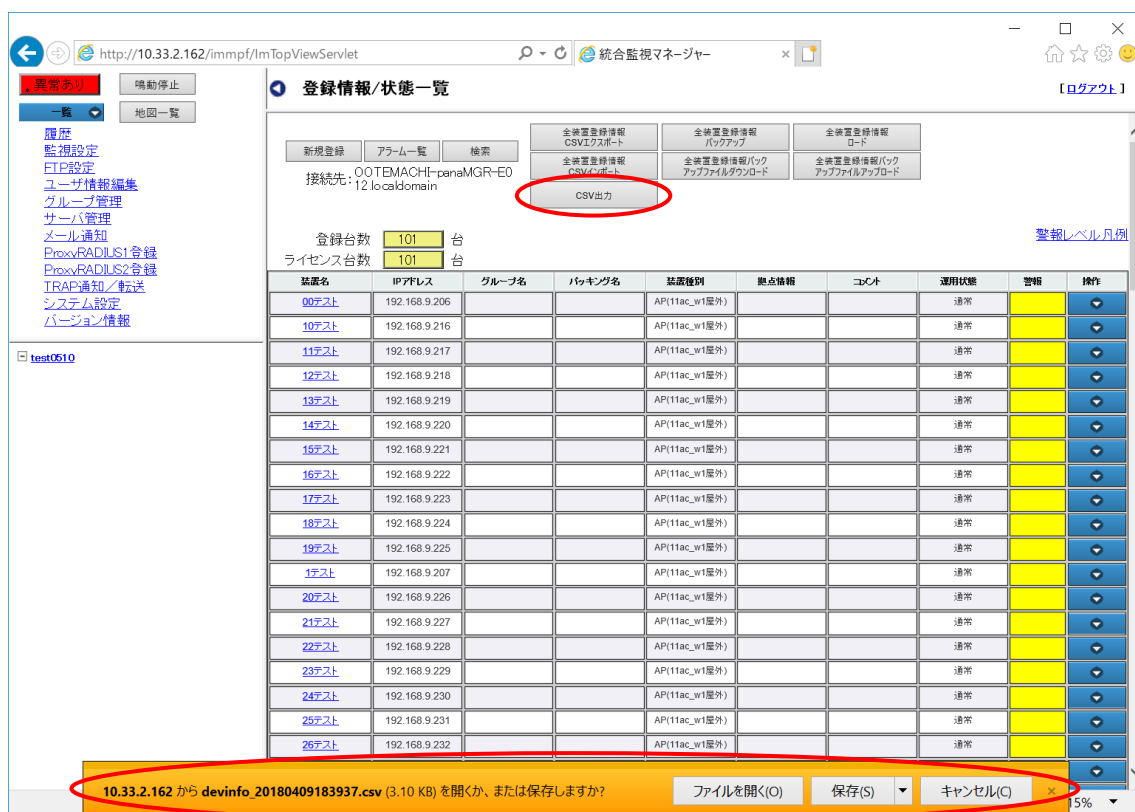 http://10.33.2.162/immpf/ImTopViewServlet
統合監視マネージャー
異常あり 鳴動停止
一覧 地図一覧
履歴
監視設定
FTP設定
ユーザ情報編集
グループ管理
サーバ管理
メール通知
ProxyRADIUS1登録
ProxyRADIUS2登録
TRAP通知／転送
システム設定
バージョン情報
test0510
登録情報/状態一覧
[ログアウト]
新規登録 アラーム一覧 検索
接続先: OOTEMACHI-panaMGR-E0
12.localdomain
全装置登録情報
CSVエクスポート
全装置登録情報
バックアップ
全装置登録情報
ロード
全装置登録情報
CSVインポート
全装置登録情報バック
アップファイルダウンロード
全装置登録情報バック
アップファイルアップロード
CSV出力
登録台数 101 台
ライセンス台数 101 台
警報レベル凡例
装置名 IPアドレス グループ名 パッキング名 装置種別 拠点情報 コメント 運用状態 警報 操作
00テスト 192.168.9.206 AP(11ac_w1屋外) 通常
10テスト 192.168.9.216 AP(11ac_w1屋外) 通常
11テスト 192.168.9.217 AP(11ac_w1屋外) 通常
12テスト 192.168.9.218 AP(11ac_w1屋外) 通常
13テスト 192.168.9.219 AP(11ac_w1屋外) 通常
14テスト 192.168.9.220 AP(11ac_w1屋外) 通常
15テスト 192.168.9.221 AP(11ac_w1屋外) 通常
16テスト 192.168.9.222 AP(11ac_w1屋外) 通常
17テスト 192.168.9.223 AP(11ac_w1屋外) 通常
18テスト 192.168.9.224 AP(11ac_w1屋外) 通常
19テスト 192.168.9.225 AP(11ac_w1屋外) 通常
1テスト 192.168.9.207 AP(11ac_w1屋外) 通常
20テスト 192.168.9.226 AP(11ac_w1屋外) 通常
21テスト 192.168.9.227 AP(11ac_w1屋外) 通常
22テスト 192.168.9.228 AP(11ac_w1屋外) 通常
23テスト 192.168.9.229 AP(11ac_w1屋外) 通常
24テスト 192.168.9.230 AP(11ac_w1屋外) 通常
25テスト 192.168.9.231 AP(11ac_w1屋外) 通常
26テスト 192.168.9.232 AP(11ac_w1屋外) 通常
10.33.2.162 から devinfo_20180409183937.csv (3.10 KB) を開くか、または保存しますか?
ファイルを開く(O) 保存(S) キャンセル(C)
15%